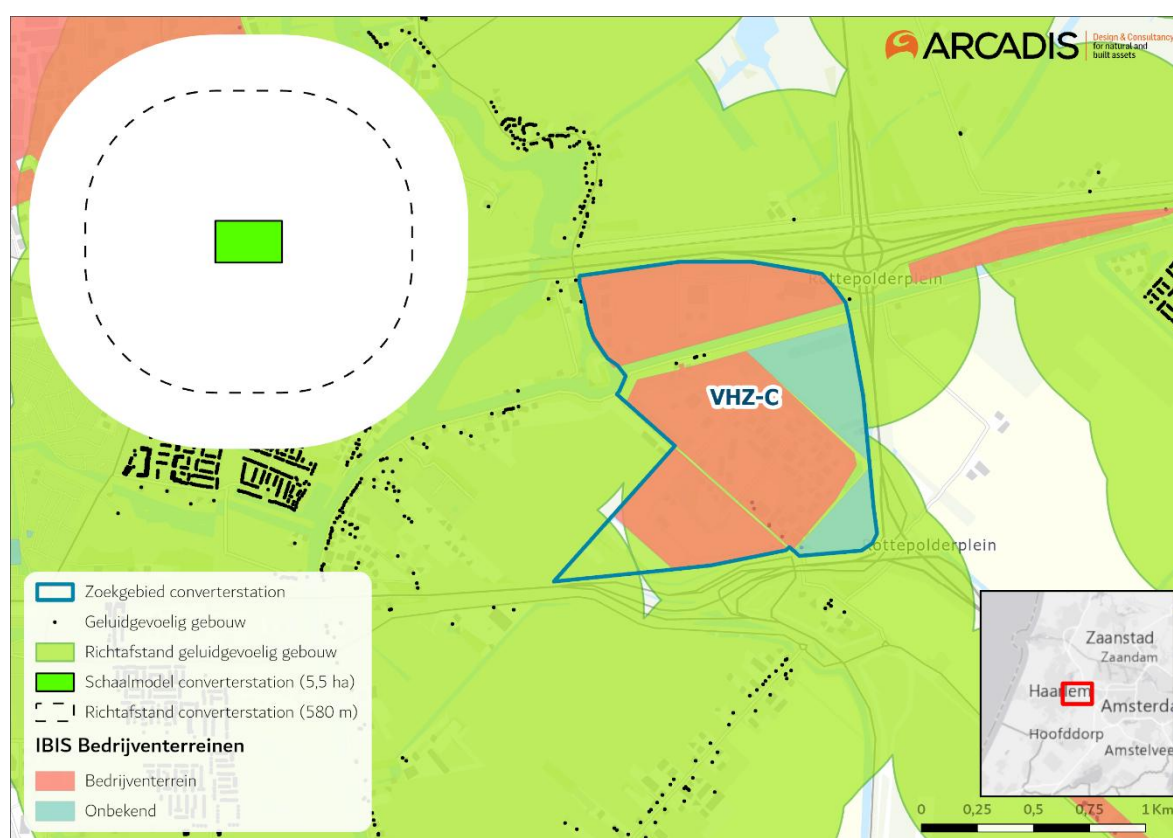 ARCADIS
Design & Consultancy
for natural and
built assets
Rottepolderplein
VHZ-C
Rottepolderplein
Zoekgebied converterstation
Geluidgevoelig gebouw
Richtafstand geluidgevoelig gebouw
Schaalmodel converterstation (5,5 ha)
Richtafstand converterstation (580 m)
IBIS Bedrijventerreinen
Bedrijventerrein
Onbekend
Zaanstad
Zaandam
Haarlem
Amsterda
Hoofddorp
Amstelvee
0 0,25 0,5 0,75 1 Km